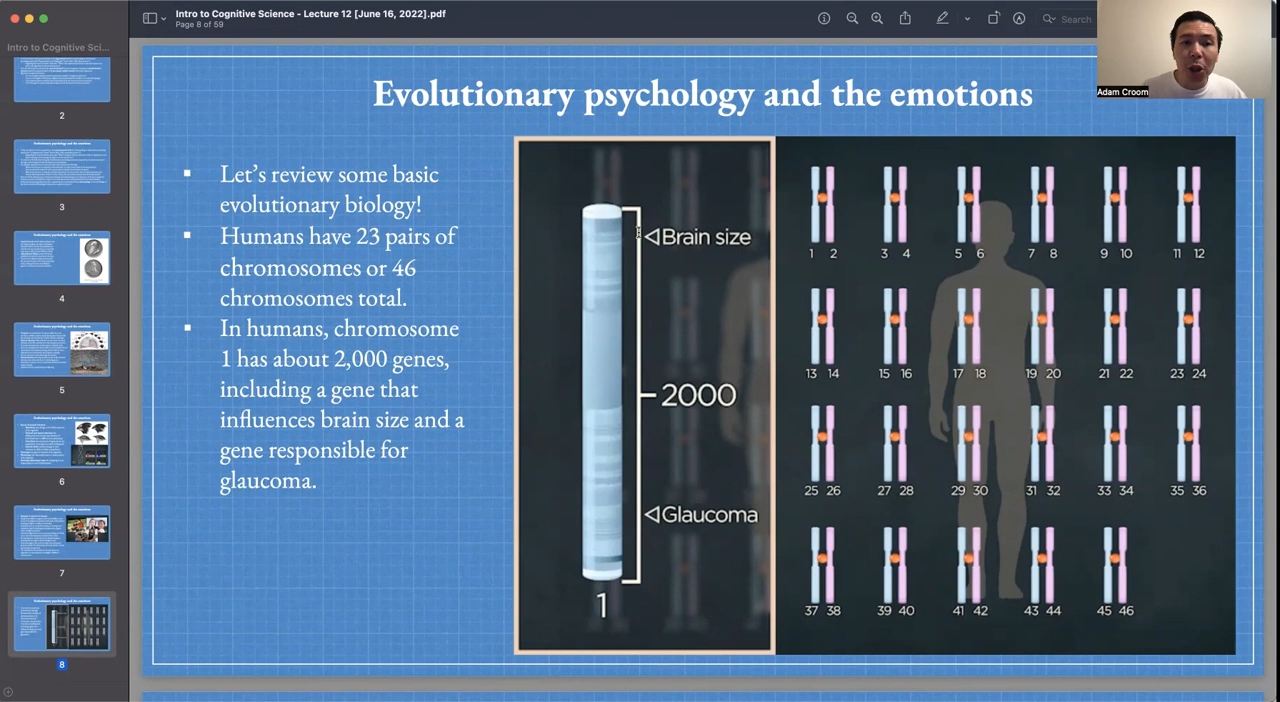 Intro to Cognitive Science - Lecture 12 [June 16, 2022].pdf
Page 8 of 59
Search
Intro to Cognitive Sci...
Adam Croom
2
3
4
5
6
7
8
Evolutionary psychology and the emotions
Let's review some basic
evolutionary biology!
Humans have 23 pairs of
chromosomes or 46
chromosomes total.
In humans, chromosome
1 has about 2,000 genes,
including a gene that
influences brain size and a
gene responsible for
glaucoma.
Brain size
2000
Glaucoma
1
1 2 3 4 5 6 7 8 9 10 11 12
13 14 15 16 17 18 19 20 21 22 23 24
25 26 27 28 29 30 31 32 33 34 35 36
37 38 39 40 41 42 43 44 45 46